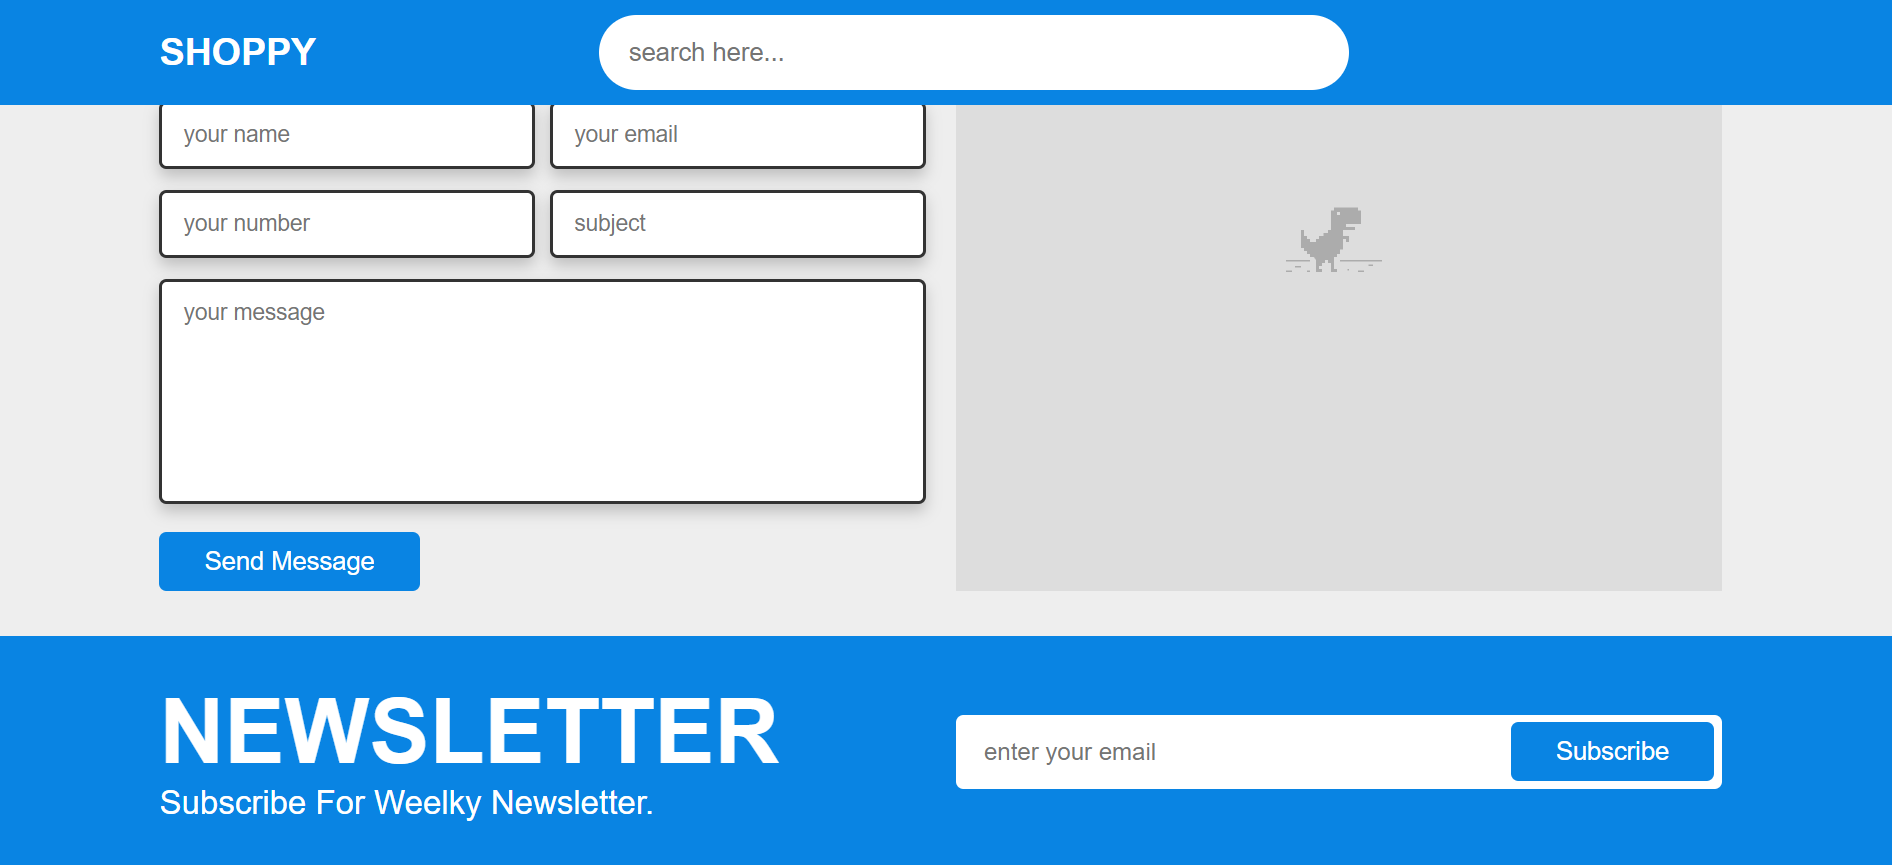 SHOPPY
search here...
your name
your email
your number
subject
your message
Send Message
NEWSLETTER
Subscribe For Weelky Newsletter.
enter your email
Subscribe